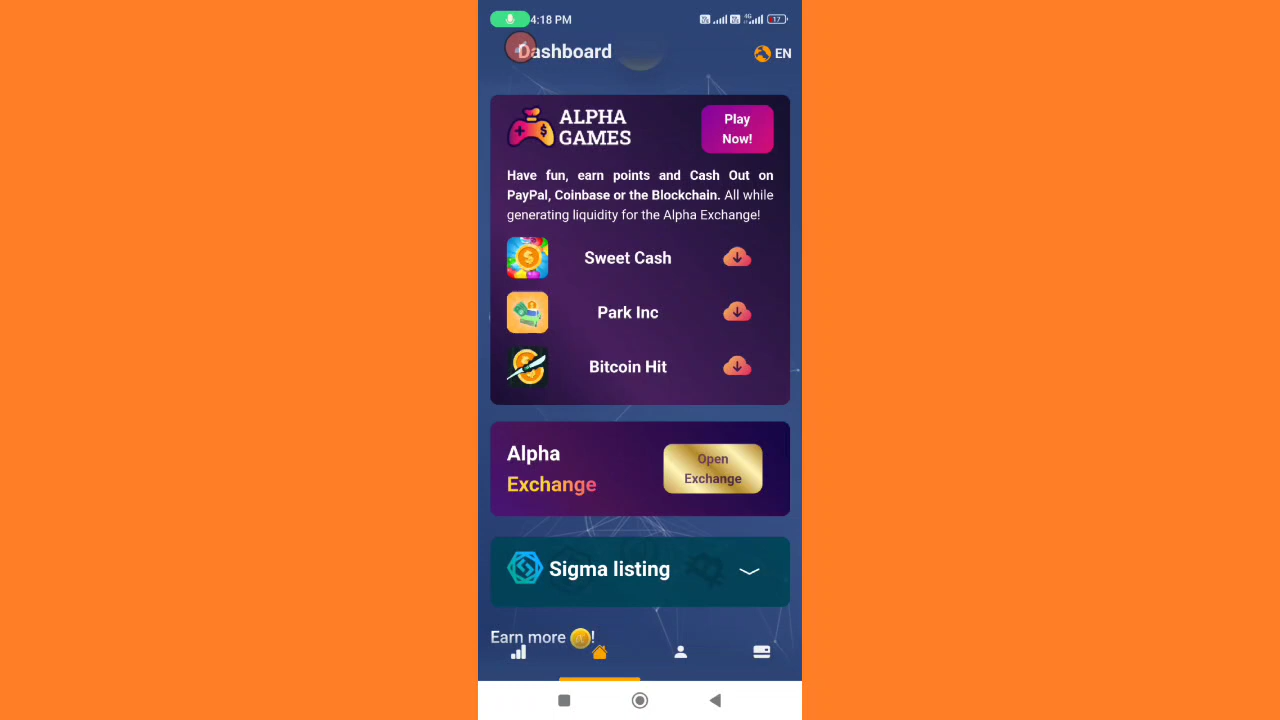 4:18 PM
4G
17
Dashboard
EN
ALPHA
GAMES
Play
Now!
Have fun, earn points and Cash Out on
PayPal, Coinbase or the Blockchain. All while
generating liquidity for the Alpha Exchange!
Sweet Cash
Park Inc
Bitcoin Hit
Alpha
Exchange
Open
Exchange
Sigma listing
Earn more !